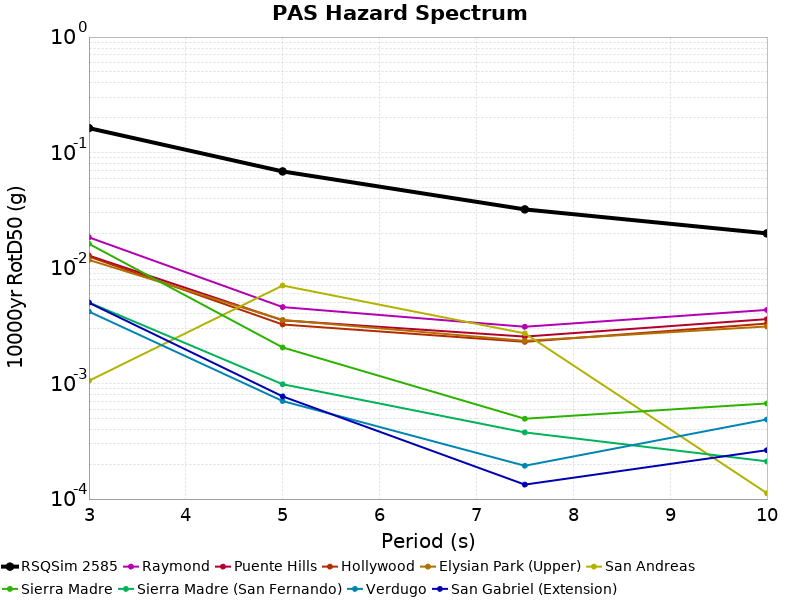 PAS Hazard Spectrum
10000yr RotD50 (g)
10^0
10^-1
10^-2
10^-3
10^-4
3 4 5 6 7 8 9 10
Period (s)
RSQSim 2585 Raymond Puente Hills Hollywood Elysian Park (Upper) San Andreas
Sierra Madre Sierra Madre (San Fernando) Verdugo San Gabriel (Extension)